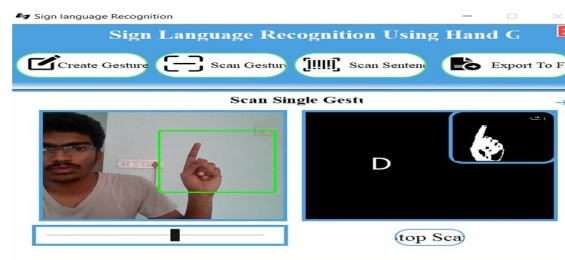 Sign language Recognition
Sign Language Recognition Using Hand G
Create Gesture
Scan Gestur
Scan Senten
Export To F
Scan Single Gestu
D
top Sca